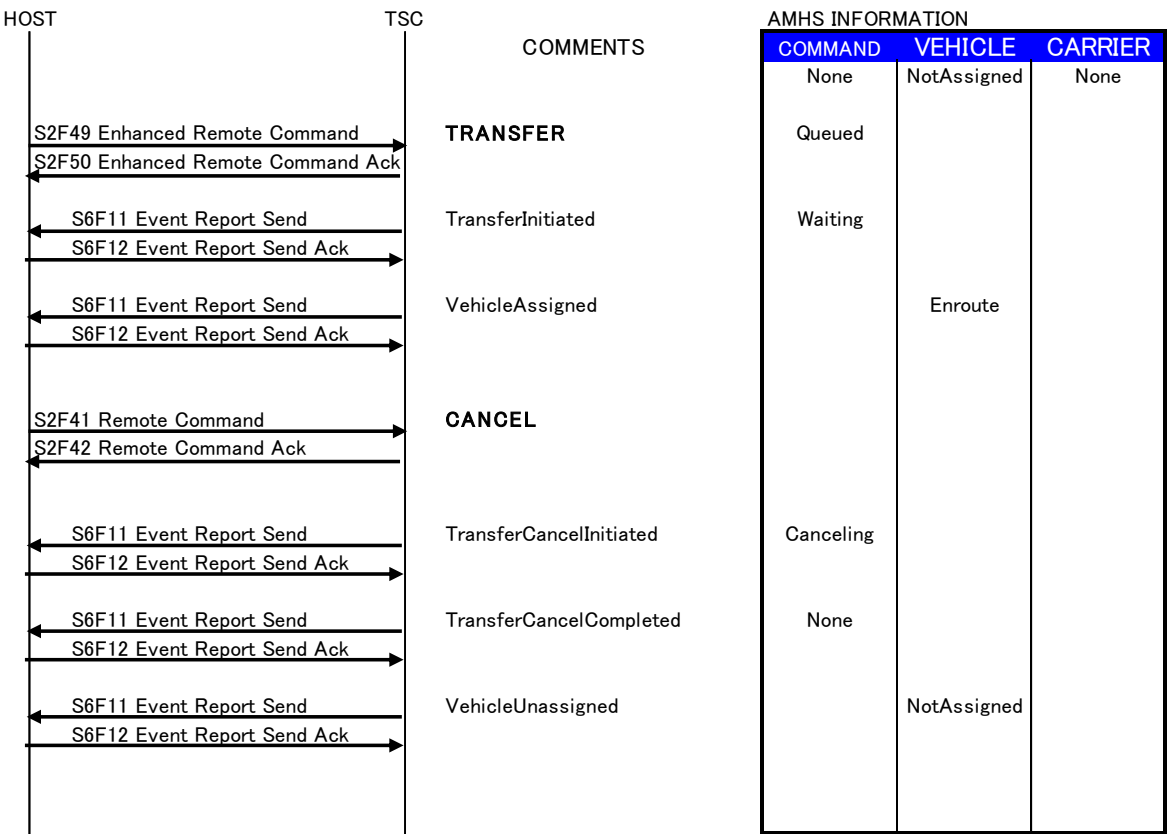 HOST TSC AMHS INFORMATION
COMMENTS COMMAND VEHICLE CARRIER
None NotAssigned None
S2F49 Enhanced Remote Command TRANSFER Queued
S2F50 Enhanced Remote Command Ack
S6F11 Event Report Send TransferInitiated Waiting
S6F12 Event Report Send Ack
S6F11 Event Report Send VehicleAssigned Enroute
S6F12 Event Report Send Ack
S2F41 Remote Command CANCEL
S2F42 Remote Command Ack
S6F11 Event Report Send TransferCancelInitiated Canceling
S6F12 Event Report Send Ack
S6F11 Event Report Send TransferCancelCompleted None
S6F12 Event Report Send Ack
S6F11 Event Report Send VehicleUnassigned NotAssigned
S6F12 Event Report Send Ack